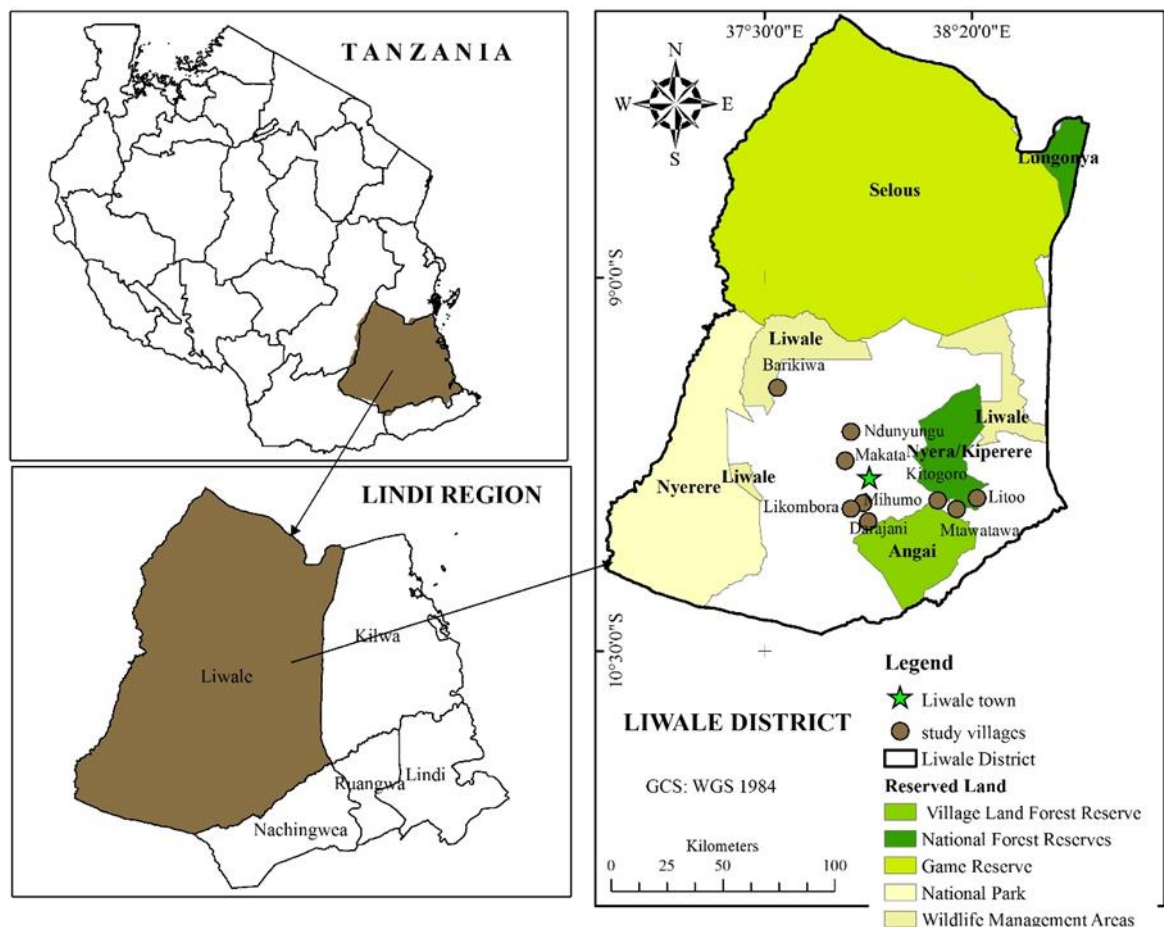 TANZANIA
LINDI REGION
Kilwa
Liwale
Ruangwa
Lindi
Nachingwea
37°30'0"E
38°20'0"E
N
W
E
S
Lungonya
Selous
9°0'0"S
Liwale
Barikiwa
Liwale
Ndunyungu
Nyera/Kiperere
Makata
Kitogoro
Liwale
Nyerere
Litoo
Likombora
Mihumo
Darajani
Mtawatawa
Angai
10°30'0"S
LIWALE DISTRICT
GCS: WGS 1984
Kilometers
0 25 50 100
Legend
Liwale town
study villages
Liwale District
Reserved Land
Village Land Forest Reserve
National Forest Reserves
Game Reserve
National Park
Wildlife Management Areas